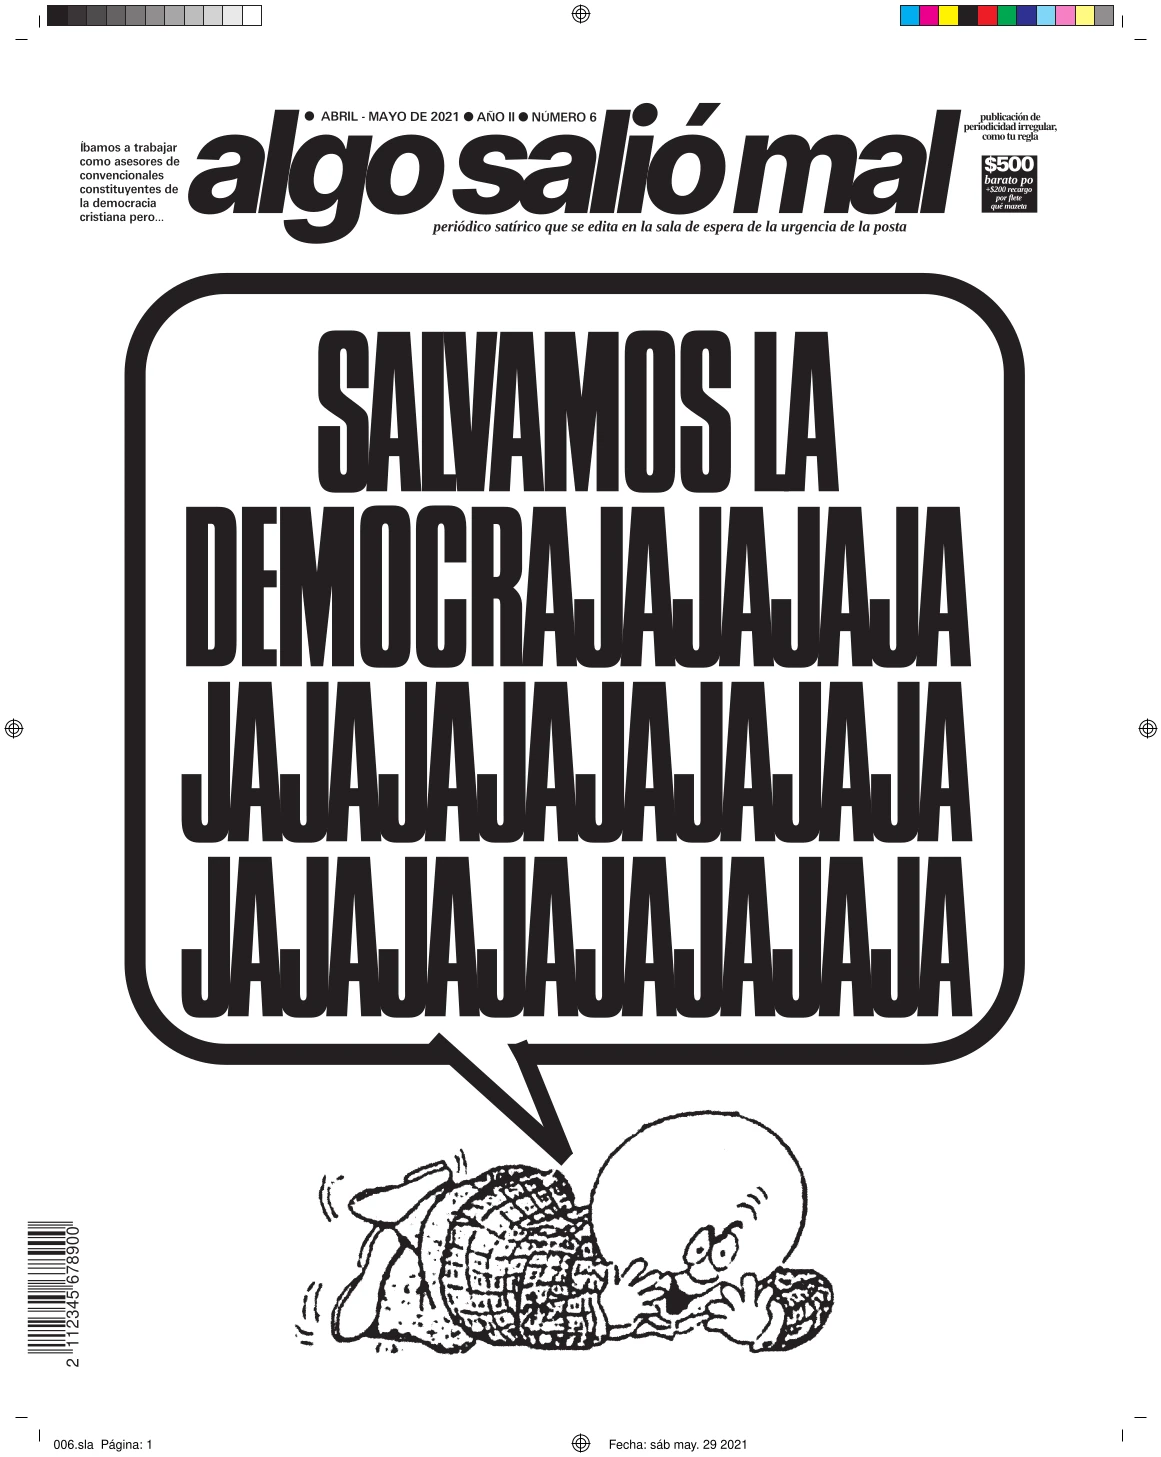 ● ABRIL - MAYO DE 2021 ● AÑO II ● NÚMERO 6
Íbamos a trabajar
como asesores de
convencionales
constituyentes de
la democracia
cristiana pero...
algo salió mal
periódico satírico que se edita en la sala de espera de la urgencia de la posta
publicación de
periodicidad irregular,
como tu regla
$500
barato po
+$200 recargo
por flete
qué mazeta
SALVAMOS LA
DEMOCRAJAJAJAJA
JAJAJAJAJAJAJAJA
JAJAJAJAJAJAJAJA
2 112345 678900
006.sla Página: 1
Fecha: sáb may. 29 2021